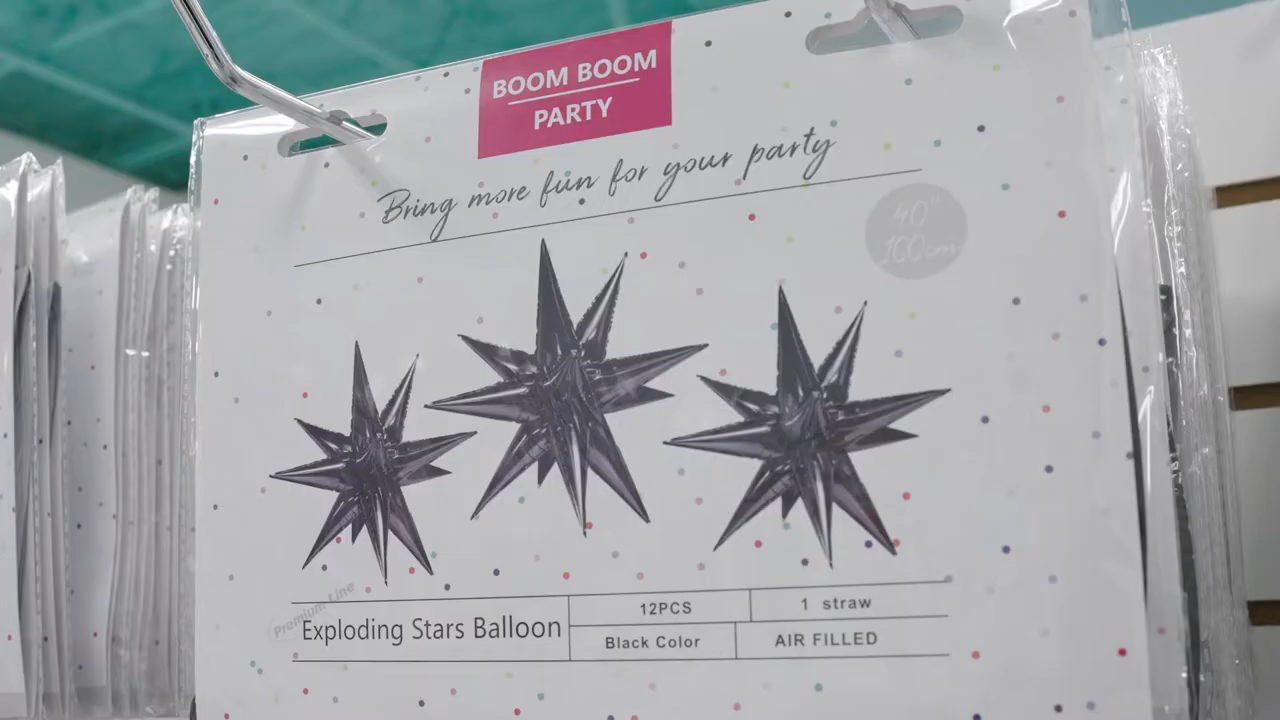 BOOM BOOM
PARTY
Bring more fun for your party
40"
100cm
Premium Line
Exploding Stars Balloon
12PCS
1 straw
Black Color
AIR FILLED